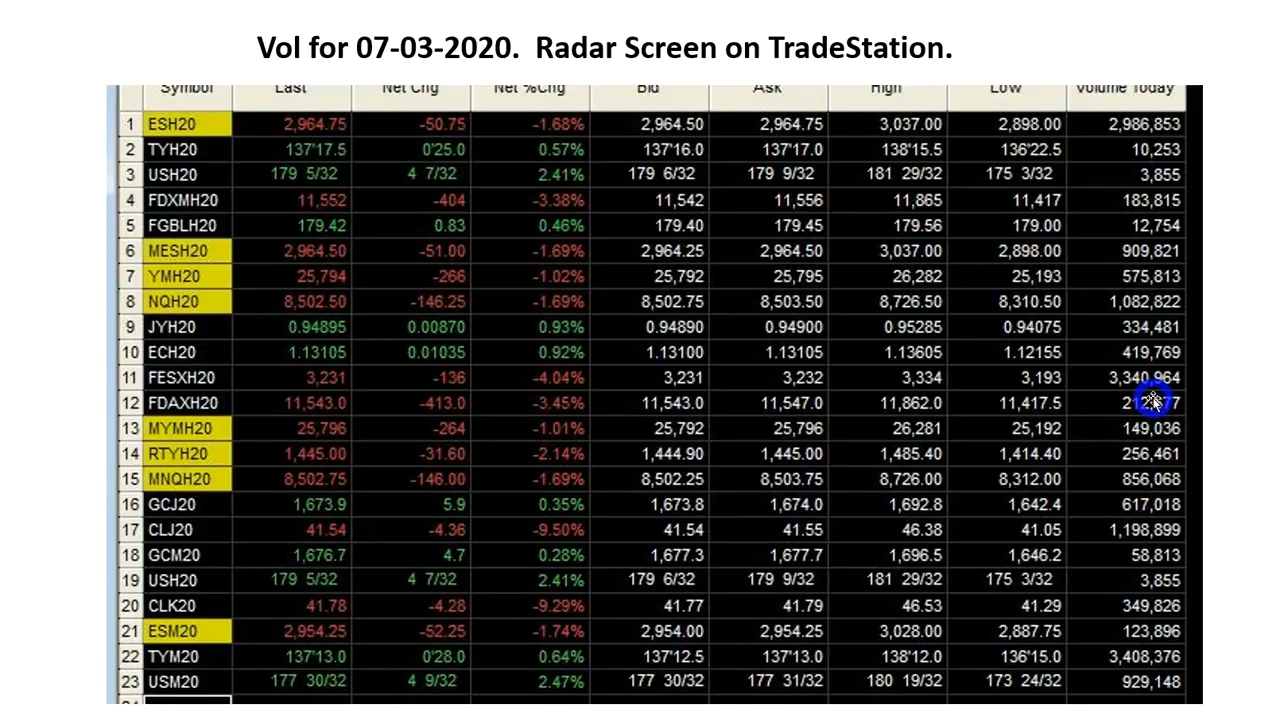 Vol for 07-03-2020. Radar Screen on TradeStation.
Symbol Last Net Chg Net %Chg Bid Ask High Low Volume Today
1 ESH20 2,964.75 -50.75 -1.68% 2,964.50 2,964.75 3,037.00 2,898.00 2,986,853
2 TYH20 137'17.5 0'25.0 0.57% 137'16.0 137'17.0 138'15.5 136'22.5 10,253
3 USH20 179 5/32 4 7/32 2.41% 179 6/32 179 9/32 181 29/32 175 3/32 3,855
4 FDXMH20 11,552 -404 -3.38% 11,542 11,556 11,865 11,417 183,815
5 FGBLH20 179.42 0.83 0.46% 179.40 179.45 179.56 179.00 12,754
6 MESH20 2,964.50 -51.00 -1.69% 2,964.25 2,964.50 3,037.00 2,898.00 909,821
7 YMH20 25,794 -266 -1.02% 25,792 25,795 26,282 25,193 575,813
8 NQH20 8,502.50 -146.25 -1.69% 8,502.75 8,503.50 8,726.50 8,310.50 1,082,822
9 JYH20 0.94895 0.00870 0.93% 0.94890 0.94900 0.95285 0.94075 334,481
10 ECH20 1.13105 0.01035 0.92% 1.13100 1.13105 1.13605 1.12155 419,769
11 FESXH20 3,231 -136 -4.04% 3,231 3,232 3,334 3,193 3,340,964
12 FDAXH20 11,543.0 -413.0 -3.45% 11,543.0 11,547.0 11,862.0 11,417.5
13 MYMH20 25,796 -264 -1.01% 25,792 25,796 26,281 25,192 149,036
14 RTYH20 1,445.00 -31.60 -2.14% 1,444.90 1,445.00 1,485.40 1,414.40 256,461
15 MNQH20 8,502.75 -146.00 -1.69% 8,502.25 8,503.75 8,726.00 8,312.00 856,068
16 GCJ20 1,673.9 5.9 0.35% 1,673.8 1,674.0 1,692.8 1,642.4 617,018
17 CLJ20 41.54 -4.36 -9.50% 41.54 41.55 46.38 41.05 1,198,899
18 GCM20 1,676.7 4.7 0.28% 1,677.3 1,677.7 1,696.5 1,646.2 58,813
19 USH20 179 5/32 4 7/32 2.41% 179 6/32 179 9/32 181 29/32 175 3/32 3,855
20 CLK20 41.78 -4.28 -9.29% 41.77 41.79 46.53 41.29 349,826
21 ESM20 2,954.25 -52.25 -1.74% 2,954.00 2,954.25 3,028.00 2,887.75 123,896
22 TYM20 137'13.0 0'28.0 0.64% 137'12.5 137'13.0 138'12.0 136'15.0 3,408,376
23 USM20 177 30/32 4 9/32 2.47% 177 30/32 177 31/32 180 19/32 173 24/32 929,148